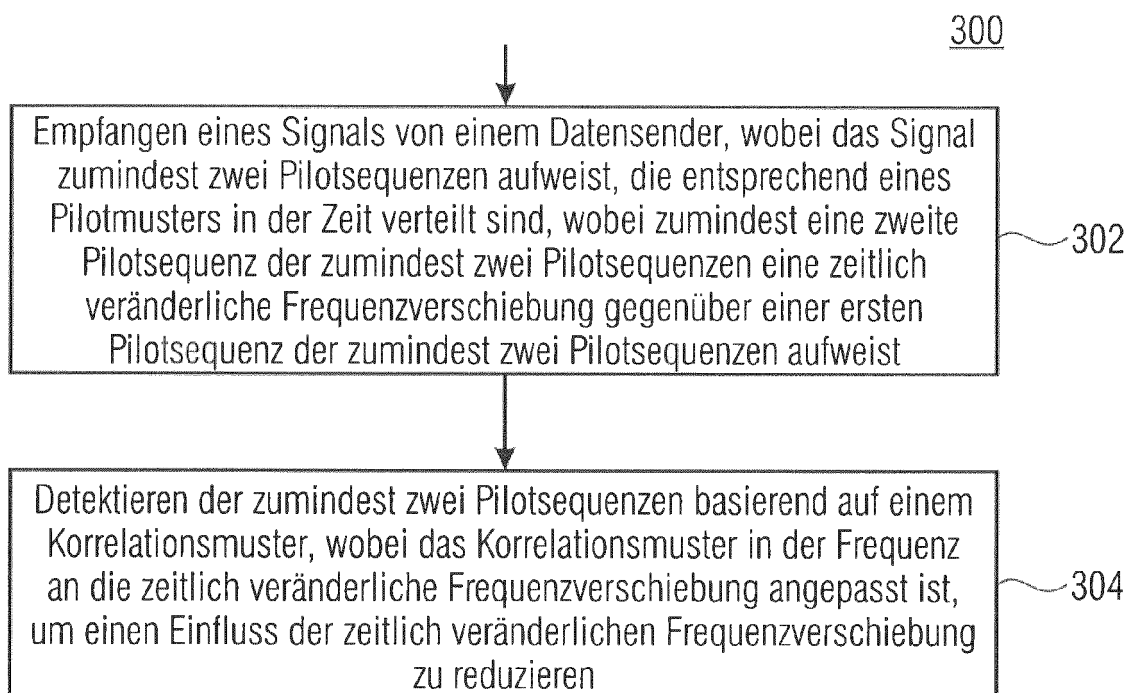 300
Empfangen eines Signals von einem Datensender, wobei das Signal
zumindest zwei Pilotsequenzen aufweist, die entsprechend eines
Pilotmusters in der Zeit verteilt sind, wobei zumindest eine zweite
Pilotsequenz der zumindest zwei Pilotsequenzen eine zeitlich
veränderliche Frequenzverschiebung gegenüber einer ersten
Pilotsequenz der zumindest zwei Pilotsequenzen aufweist
302
Detektieren der zumindest zwei Pilotsequenzen basierend auf einem
Korrelationsmuster, wobei das Korrelationsmuster in der Frequenz
an die zeitlich veränderliche Frequenzverschiebung angepasst ist,
um einen Einfluss der zeitlich veränderlichen Frequenzverschiebung
zu reduzieren
304